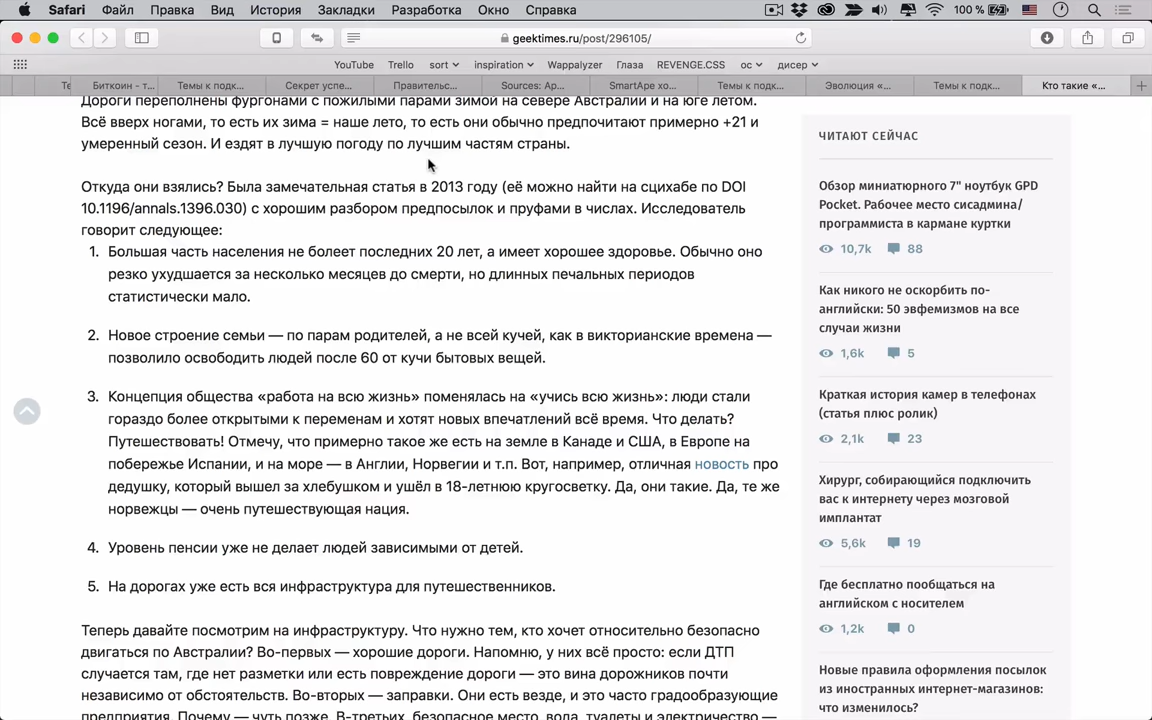 Safari Файл Правка Вид История Закладки Разработка Окно Справка 100 %
geektimes.ru/post/296105/
YouTube Trello sort inspiration Wappalyzer Глаза REVENGE.CSS ос дисер
Те Биткоин - т... Темы к подк... Секрет успе... Правительс... Sources: Ap... SmartApe хо... Темы к подк... Эволюция «... Темы к подк... Кто такие «...
Дороги переполнены фургонами с пожилыми парами зимой на севере Австралии и на юге летом.
Всё вверх ногами, то есть их зима = наше лето, то есть они обычно предпочитают примерно +21 и
умеренный сезон. И ездят в лучшую погоду по лучшим частям страны.
Откуда они взялись? Была замечательная статья в 2013 году (её можно найти на сцихабе по DOI
10.1196/annals.1396.030) с хорошим разбором предпосылок и пруфами в числах. Исследователь
говорит следующее:
1. Большая часть населения не болеет последних 20 лет, а имеет хорошее здоровье. Обычно оно
резко ухудшается за несколько месяцев до смерти, но длинных печальных периодов
статистически мало.
2. Новое строение семьи — по парам родителей, а не всей кучей, как в викторианские времена —
позволило освободить людей после 60 от кучи бытовых вещей.
3. Концепция общества «работа на всю жизнь» поменялась на «учись всю жизнь»: люди стали
гораздо более открытыми к переменам и хотят новых впечатлений всё время. Что делать?
Путешествовать! Отмечу, что примерно такое же есть на земле в Канаде и США, в Европе на
побережье Испании, и на море — в Англии, Норвегии и т.п. Вот, например, отличная новость про
дедушку, который вышел за хлебушком и ушёл в 18-летнюю кругосветку. Да, они такие. Да, те же
норвежцы — очень путешествующая нация.
4. Уровень пенсии уже не делает людей зависимыми от детей.
5. На дорогах уже есть вся инфраструктура для путешественников.
Теперь давайте посмотрим на инфраструктуру. Что нужно тем, кто хочет относительно безопасно
двигаться по Австралии? Во-первых — хорошие дороги. Напомню, у них всё просто: если ДТП
случается там, где нет разметки или есть повреждение дороги — это вина дорожников почти
независимо от обстоятельств. Во-вторых — заправки. Они есть везде, и это часто градообразующие
предприятия. Почему — чуть позже. В-третьих, безопасное место, вода, туалеты и электричество —
ЧИТАЮТ СЕЙЧАС
Обзор миниатюрного 7" ноутбук GPD
Pocket. Рабочее место сисадмина/
программиста в кармане куртки
10,7k 88
Как никого не оскорбить по-
английски: 50 эвфемизмов на все
случаи жизни
1,6k 5
Краткая история камер в телефонах
(статья плюс ролик)
2,1k 23
Хирург, собирающийся подключить
вас к интернету через мозговой
имплантат
5,6k 19
Где бесплатно пообщаться на
английском с носителем
1,2k 0
Новые правила оформления посылок
из иностранных интернет-магазинов:
что изменилось?